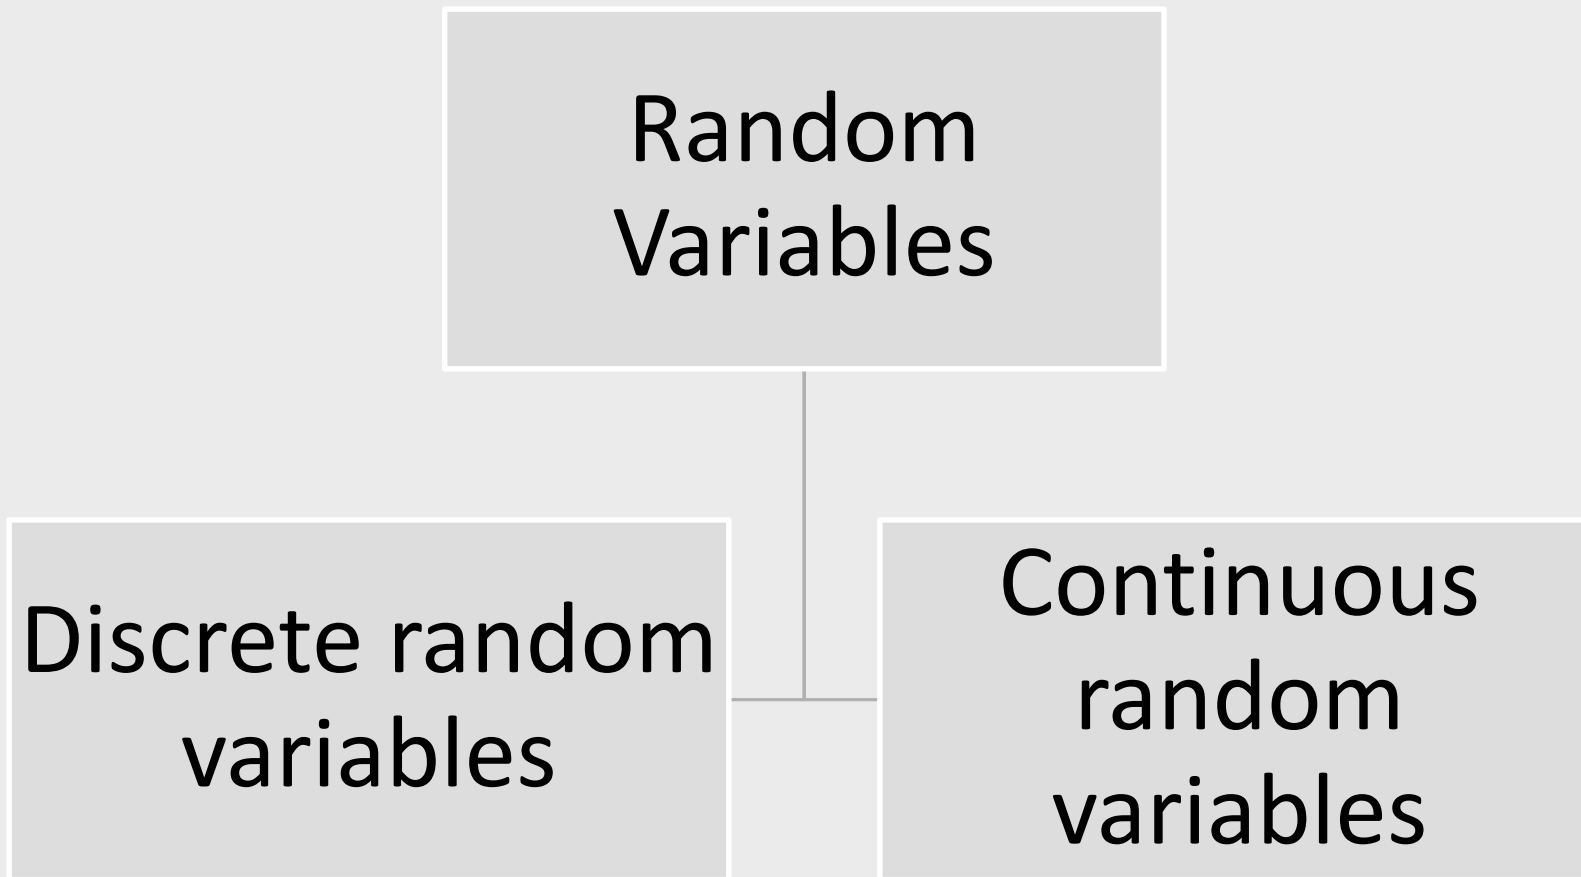 Random
Variables
Discrete random
variables
Continuous
random
variables